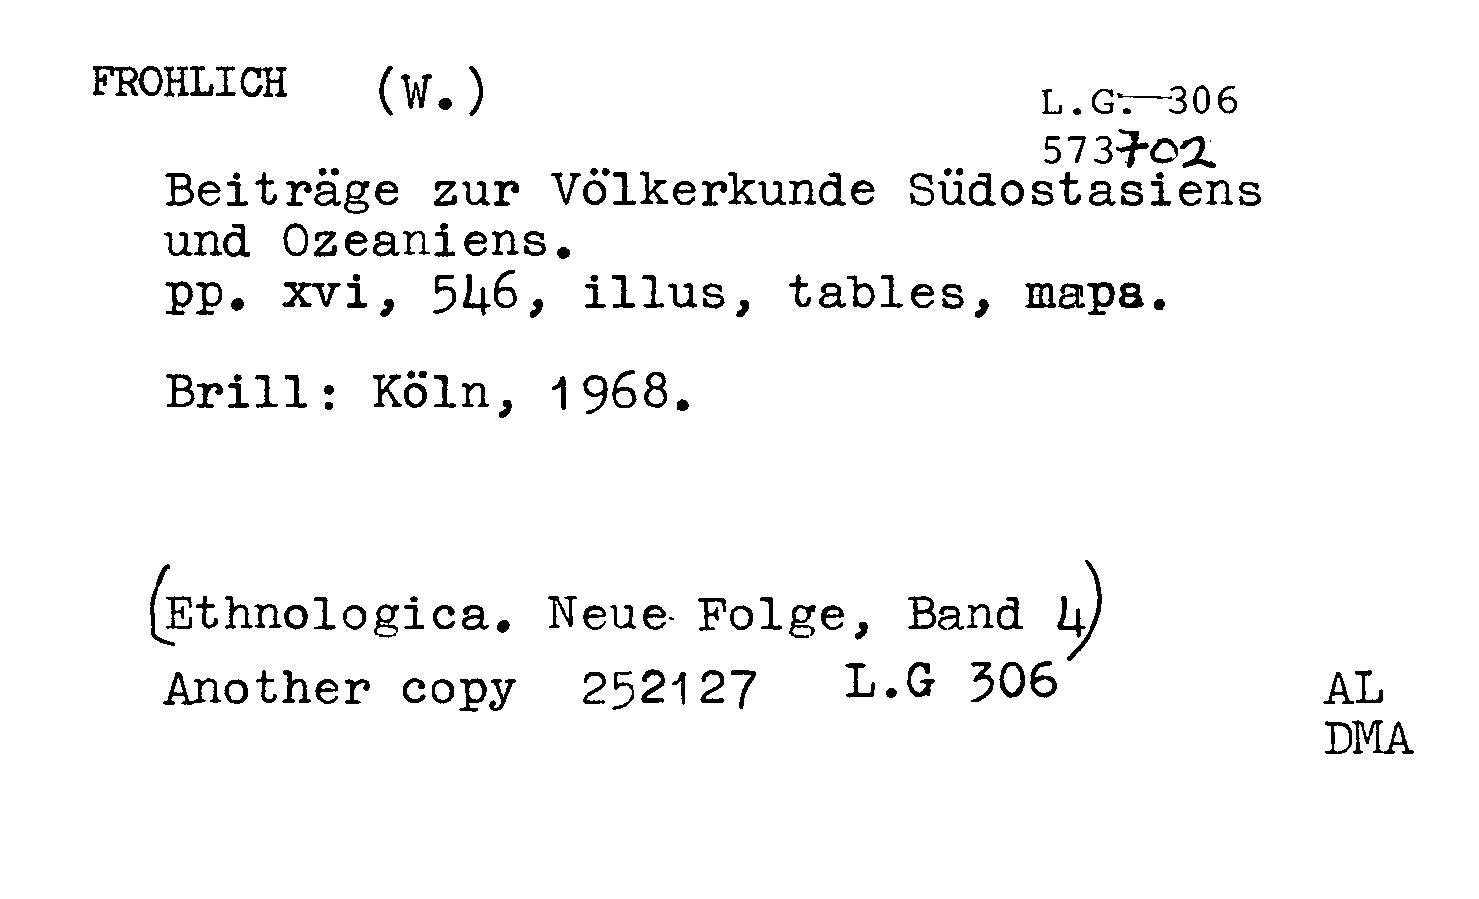 FROHLICH (W.)
L.G. 306
573702
Beiträge zur Völkerkunde Südostasiens
und Ozeaniens.
pp. xvi, 546, illus, tables, maps.
Brill: Köln, 1968.
(Ethnologica. Neue Folge, Band 4)
Another copy 252127 L.G 306
AL
DMA